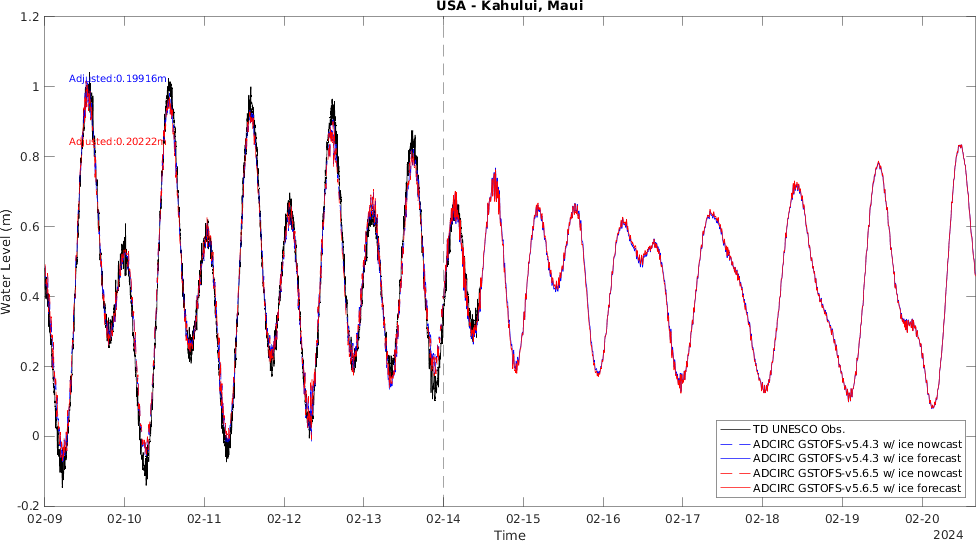 USA - Kahului, Maui
1.2
1
0.8
0.6
0.4
0.2
0
-0.2
Water Level (m)
Adjusted:0.19916m
Adjusted:0.20222m
TD UNESCO Obs.
ADCIRC GSTOFS-v5.4.3 w/ ice nowcast
ADCIRC GSTOFS-v5.4.3 w/ ice forecast
ADCIRC GSTOFS-v5.6.5 w/ ice nowcast
ADCIRC GSTOFS-v5.6.5 w/ ice forecast
02-09 02-10 02-11 02-12 02-13 02-14 02-15 02-16 02-17 02-18 02-19 02-20
Time
2024